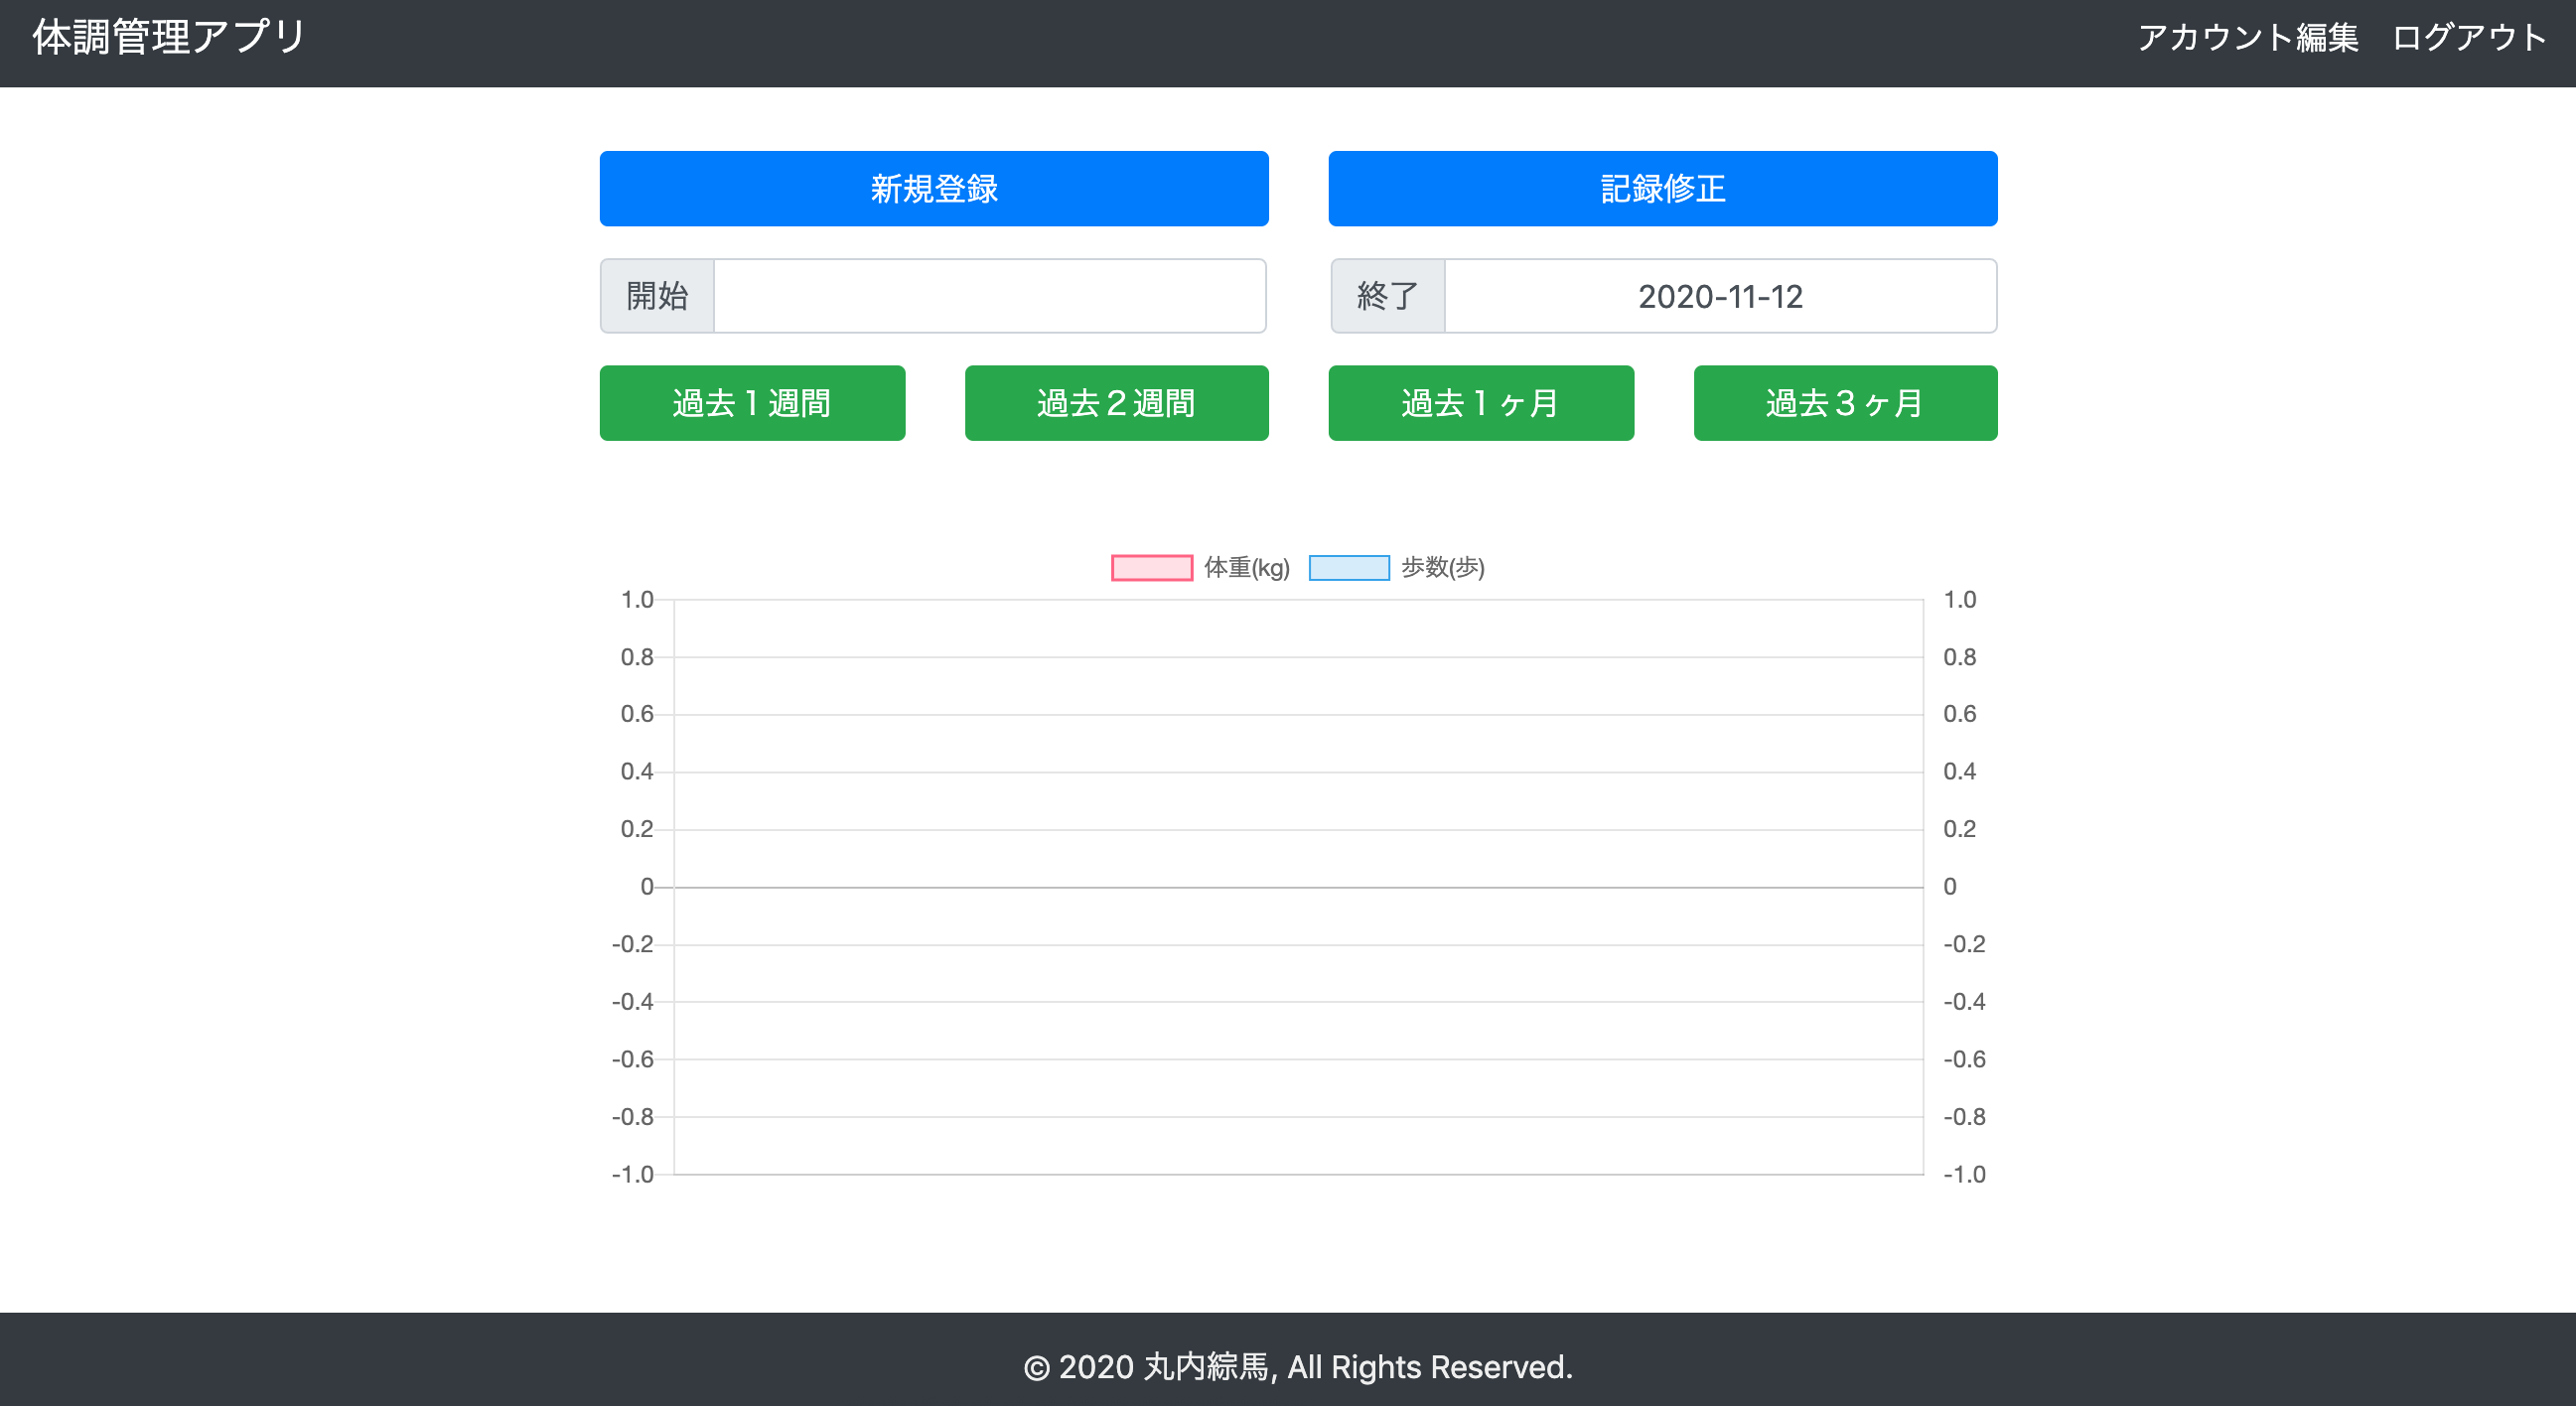 体調管理アプリ アカウント編集 ログアウト
新規登録 記録修正
開始 終了 2020-11-12
過去１週間 過去２週間 過去１ヶ月 過去３ヶ月
体重(kg) 歩数(歩)
1.0 1.0
0.8 0.8
0.6 0.6
0.4 0.4
0.2 0.2
0 0
-0.2 -0.2
-0.4 -0.4
-0.6 -0.6
-0.8 -0.8
-1.0 -1.0
© 2020 丸内綜馬, All Rights Reserved.